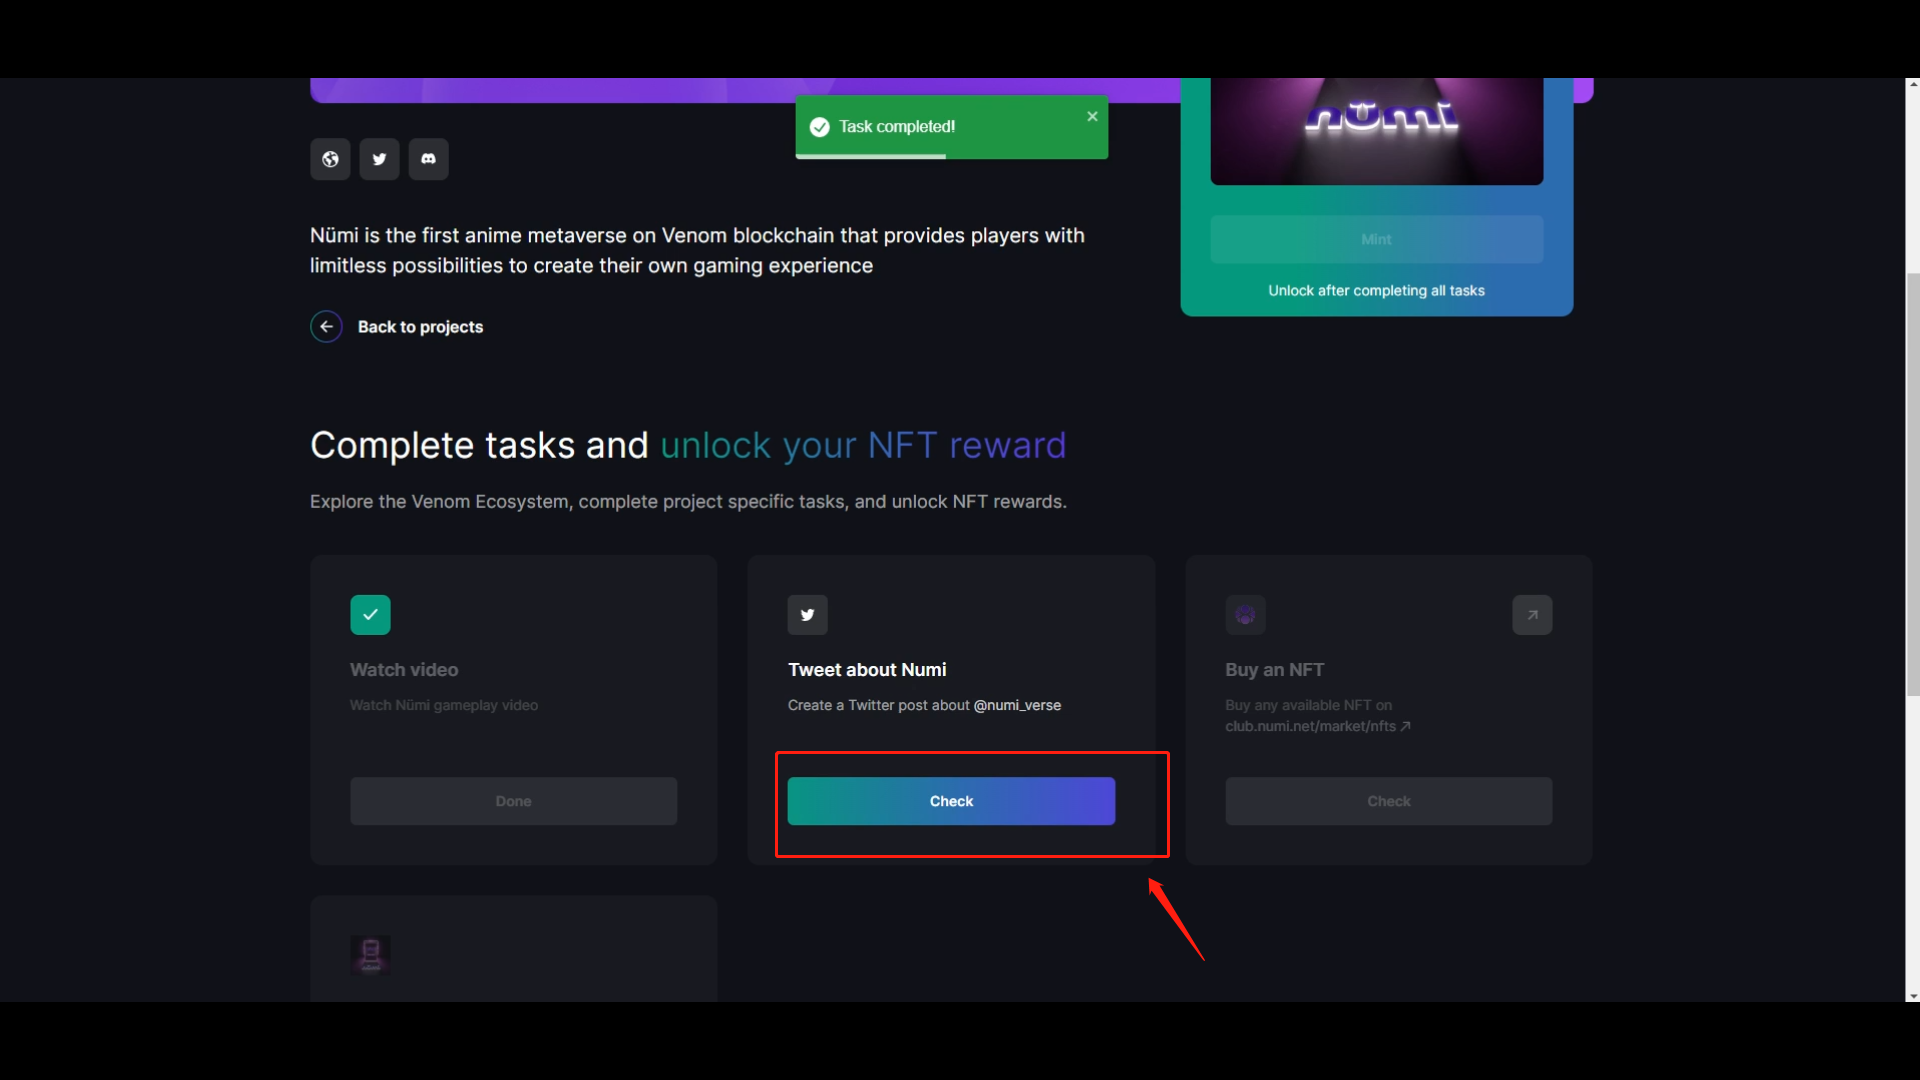 Task completed!
nümi
Nümi is the first anime metaverse on Venom blockchain that provides players with
limitless possibilities to create their own gaming experience
Mint
Unlock after completing all tasks
Back to projects
Complete tasks and unlock your NFT reward
Explore the Venom Ecosystem, complete project specific tasks, and unlock NFT rewards.
Watch video
Watch Nümi gameplay video
Done
Tweet about Numi
Create a Twitter post about @numi_verse
Check
Buy an NFT
Buy any available NFT on
club.numi.net/market/nfts ↗
Check